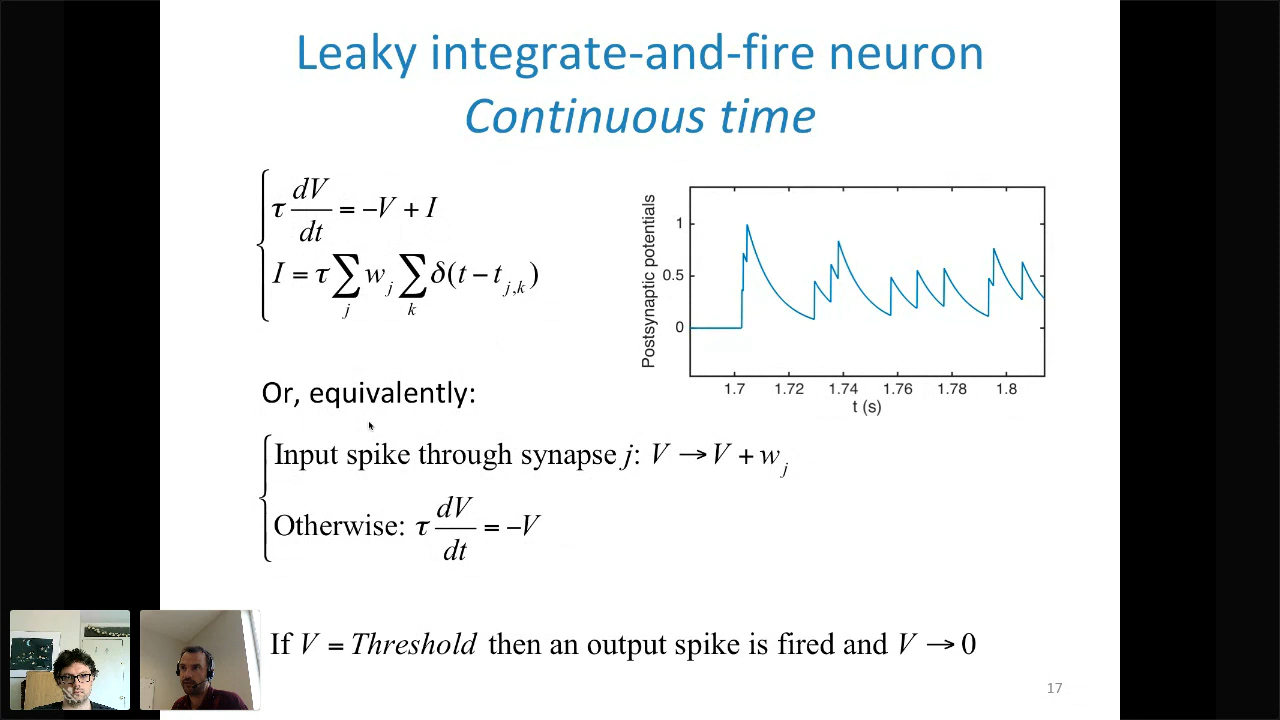 Leaky integrate-and-fire neuron
Continuous time
τ dV/dt = −V + I
I = τ ∑_j w_j ∑_k δ(t − t_{j,k})
Postsynaptic potentials
1
0.5
0
1.7 1.72 1.74 1.76 1.78 1.8
t (s)
Or, equivalently:
Input spike through synapse j: V → V + w_j
Otherwise: τ dV/dt = −V
If V = Threshold then an output spike is fired and V → 0
17